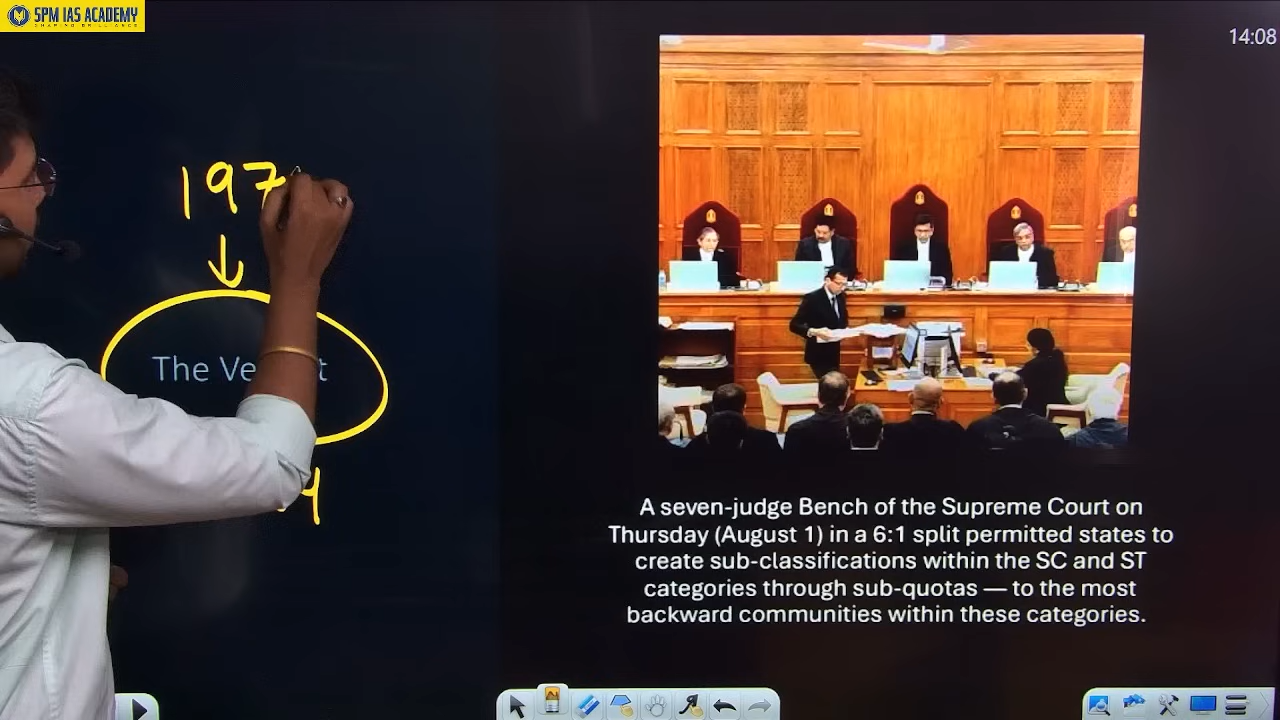 SPM IAS ACADEMY
SHARING BRILLIANCE
14:08
197
The
A seven-judge Bench of the Supreme Court on
Thursday (August 1) in a 6:1 split permitted states to
create sub-classifications within the SC and ST
categories through sub-quotas — to the most
backward communities within these categories.